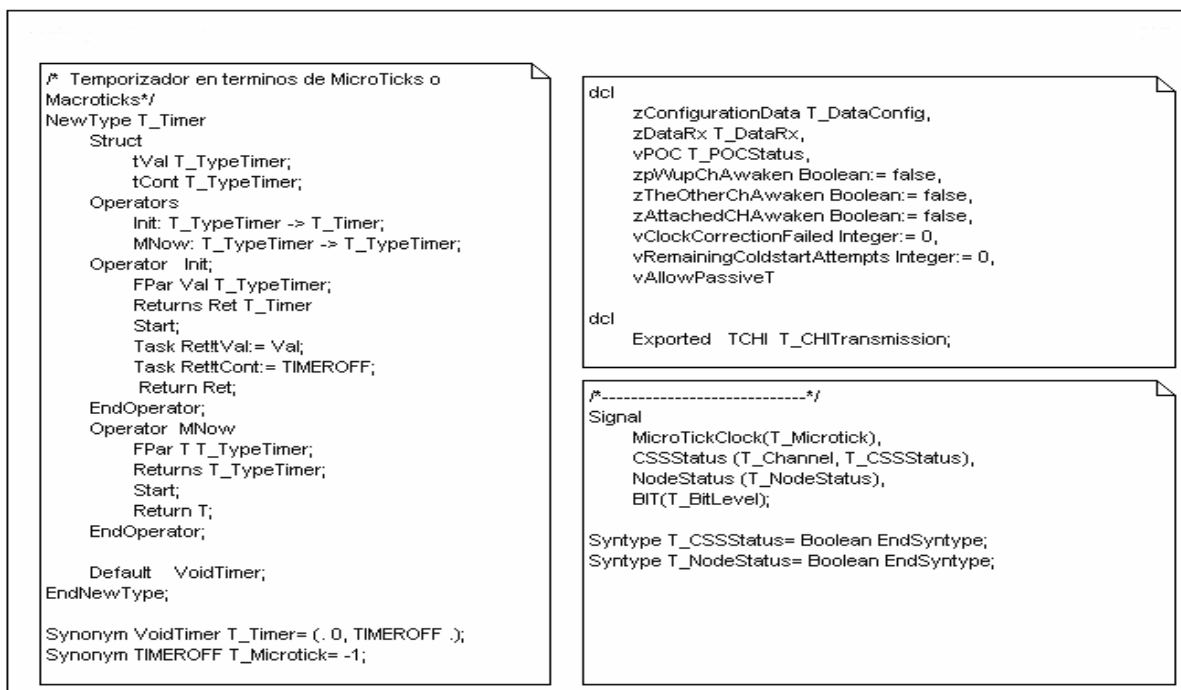 /* Temporizador en terminos de MicroTicks o
Macroticks*/
NewType T_Timer
Struct
tVal T_TypeTimer;
tCont T_TypeTimer;
Operators
Init: T_TypeTimer -> T_Timer;
MNow: T_TypeTimer -> T_TypeTimer;
Operator Init;
FPar Val T_TypeTimer;
Returns Ret T_Timer
Start;
Task Ret!tVal:= Val;
Task Ret!tCont:= TIMEROFF;
Return Ret;
EndOperator;
Operator MNow
FPar T T_TypeTimer;
Returns T_TypeTimer;
Start;
Return T;
EndOperator;
Default VoidTimer;
EndNewType;
Synonym VoidTimer T_Timer= (. 0, TIMEROFF .);
Synonym TIMEROFF T_Microtick= -1;
dcl
zConfigurationData T_DataConfig,
zDataRx T_DataRx,
vPOC T_POCStatus,
zpWupChAwaken Boolean:= false,
zTheOtherChAwaken Boolean:= false,
zAttachedCHAwaken Boolean:= false,
vClockCorrectionFailed Integer:= 0,
vRemainingColdstartAttempts Integer:= 0,
vAllowPassiveT
dcl
Exported TCHI T_CHITransmission;
/*----------------------------*/
Signal
MicroTickClock(T_Microtick),
CSSStatus (T_Channel, T_CSSStatus),
NodeStatus (T_NodeStatus),
BIT(T_BitLevel);
Syntype T_CSSStatus= Boolean EndSyntype;
Syntype T_NodeStatus= Boolean EndSyntype;